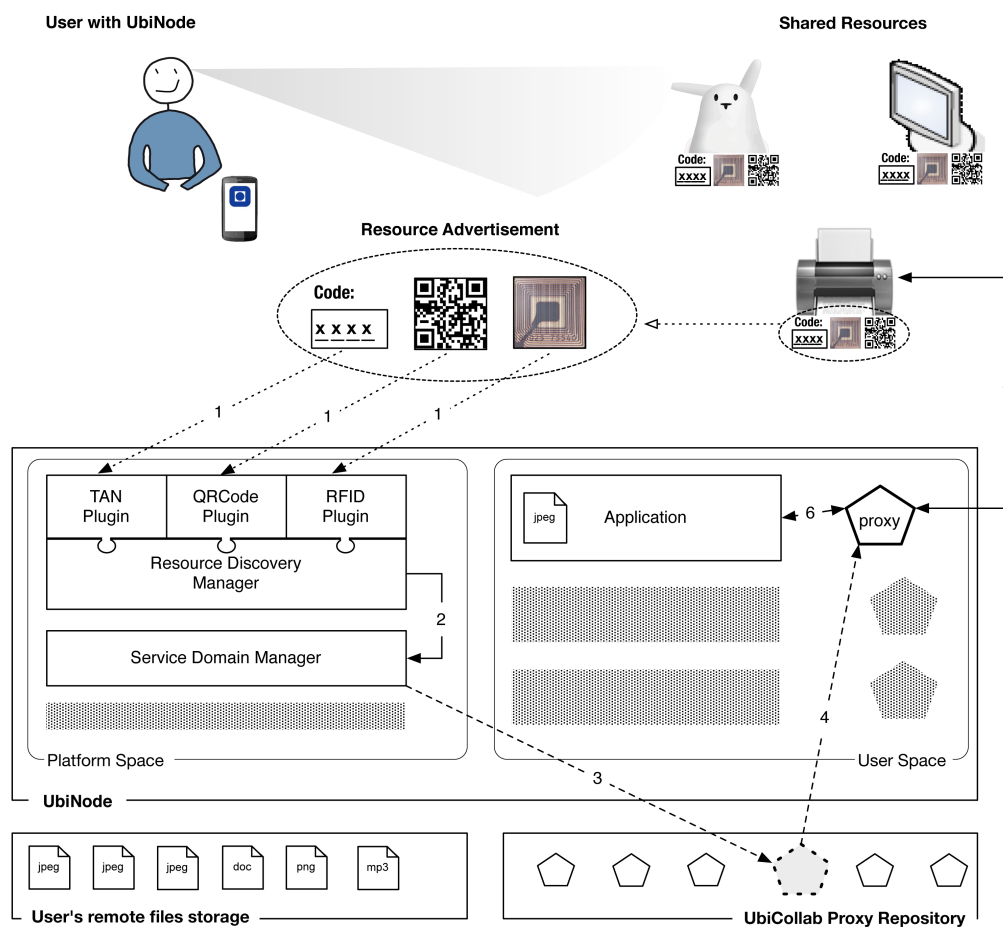 User with UbiNode
Shared Resources
Code:
xxxx
Code:
xxxx
Resource Advertisement
Code:
x x x x
Code:
xxxx
1
1
1
TAN
Plugin
QRCode
Plugin
RFID
Plugin
Resource Discovery
Manager
2
Service Domain Manager
Platform Space
jpeg
Application
6
proxy
4
User Space
3
UbiNode
jpeg
jpeg
jpeg
doc
png
mp3
User's remote files storage
UbiCollab Proxy Repository